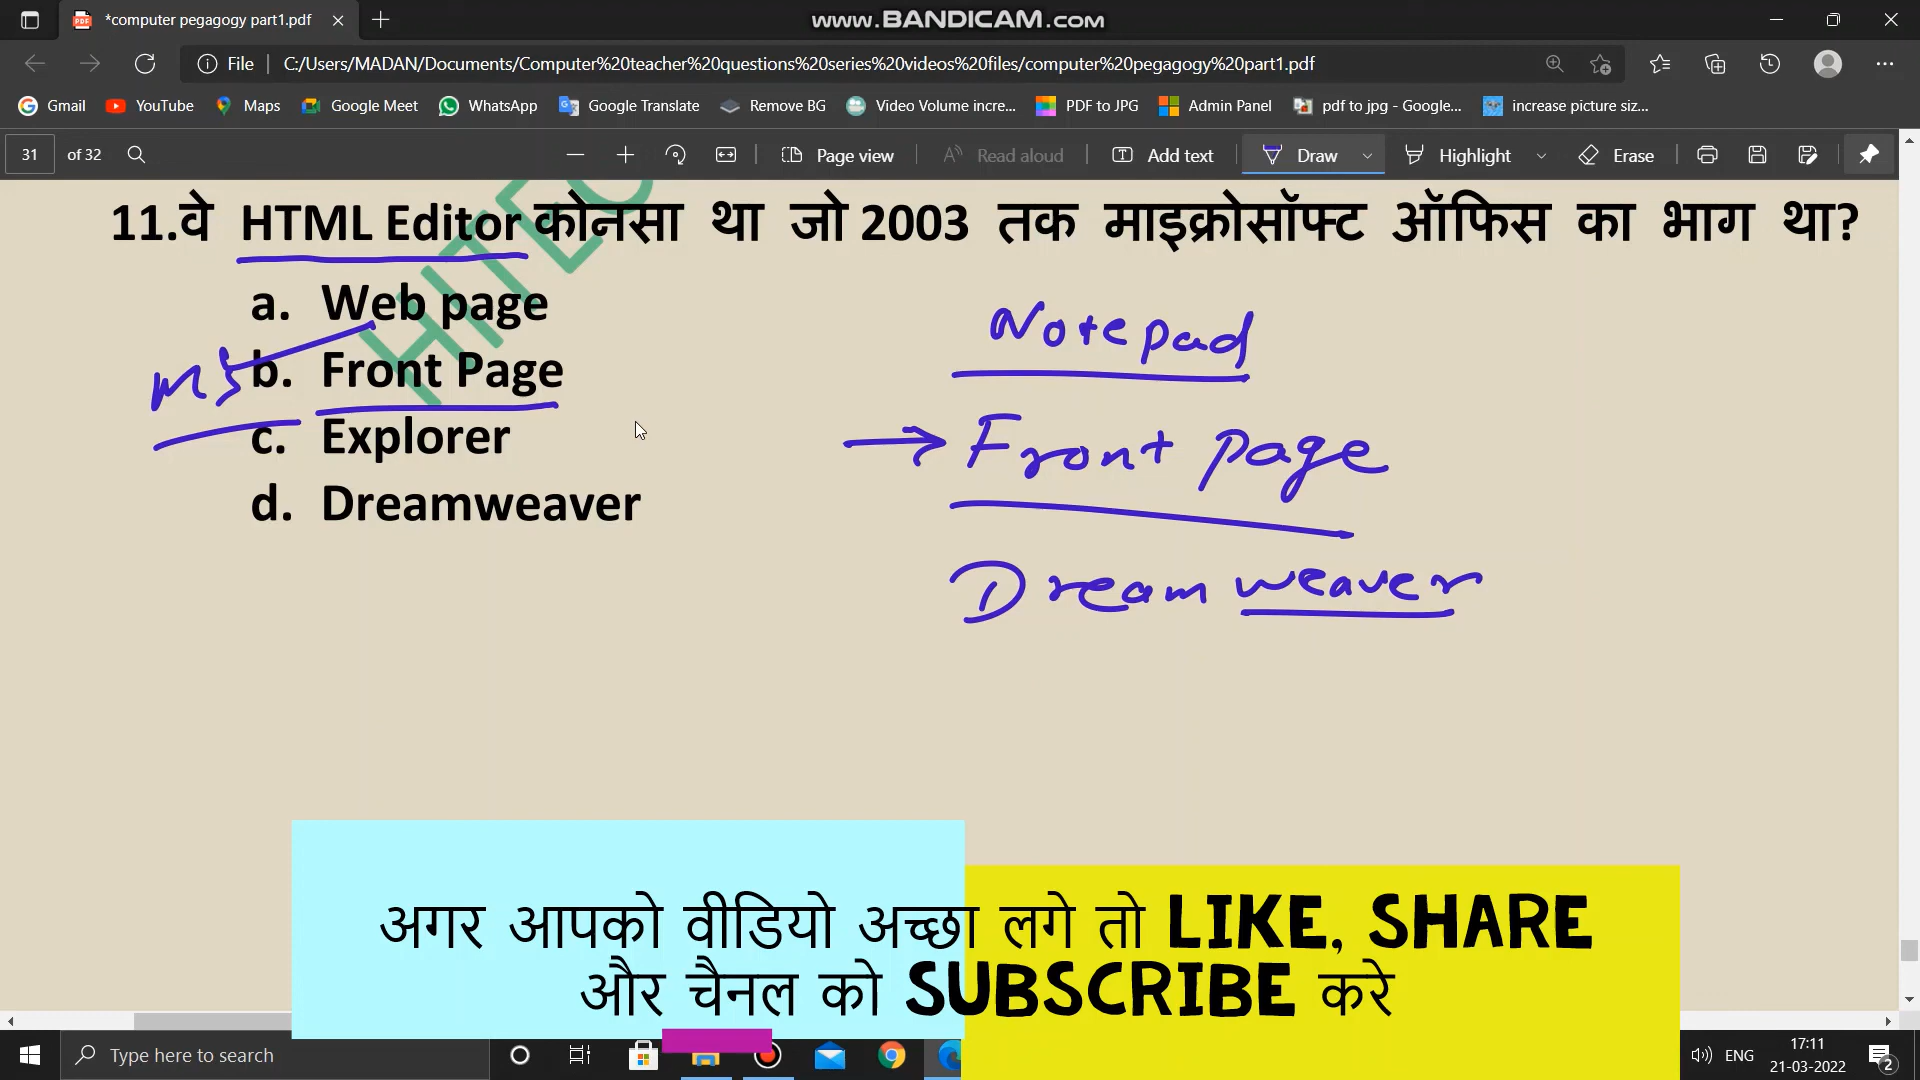 *computer pegagogy part1.pdf
www.BANDICAM.com
File
C:/Users/MADAN/Documents/Computer%20teacher%20questions%20series%20videos%20files/computer%20pegagogy%20part1.pdf
Gmail YouTube Maps Google Meet WhatsApp Google Translate Remove BG Video Volume incre... PDF to JPG Admin Panel pdf to jpg - Google... increase picture siz...
31 of 32 Page view Read aloud Add text Draw Highlight Erase
HITEC
11.वे HTML Editor कोनसा था जो 2003 तक माइक्रोसॉफ्ट ऑफिस का भाग था?
a. Web page
b. Front Page
c. Explorer
d. Dreamweaver
MS
Notepad
Front page
Dream weaver
अगर आपको वीडियो अच्छा लगे तो LIKE, SHARE
और चैनल को SUBSCRIBE करे
Type here to search
ENG
17:11
21-03-2022
2